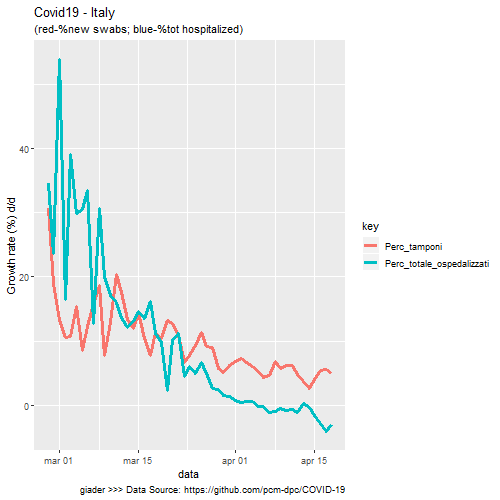 Covid19 - Italy
(red-%new swabs; blue-%tot hospitalized)
Growth rate (%) d/d
40
20
0
mar 01 mar 15 apr 01 apr 15
data
key
Perc_tamponi
Perc_totale_ospedalizzati
giader >>> Data Source: https://github.com/pcm-dpc/COVID-19